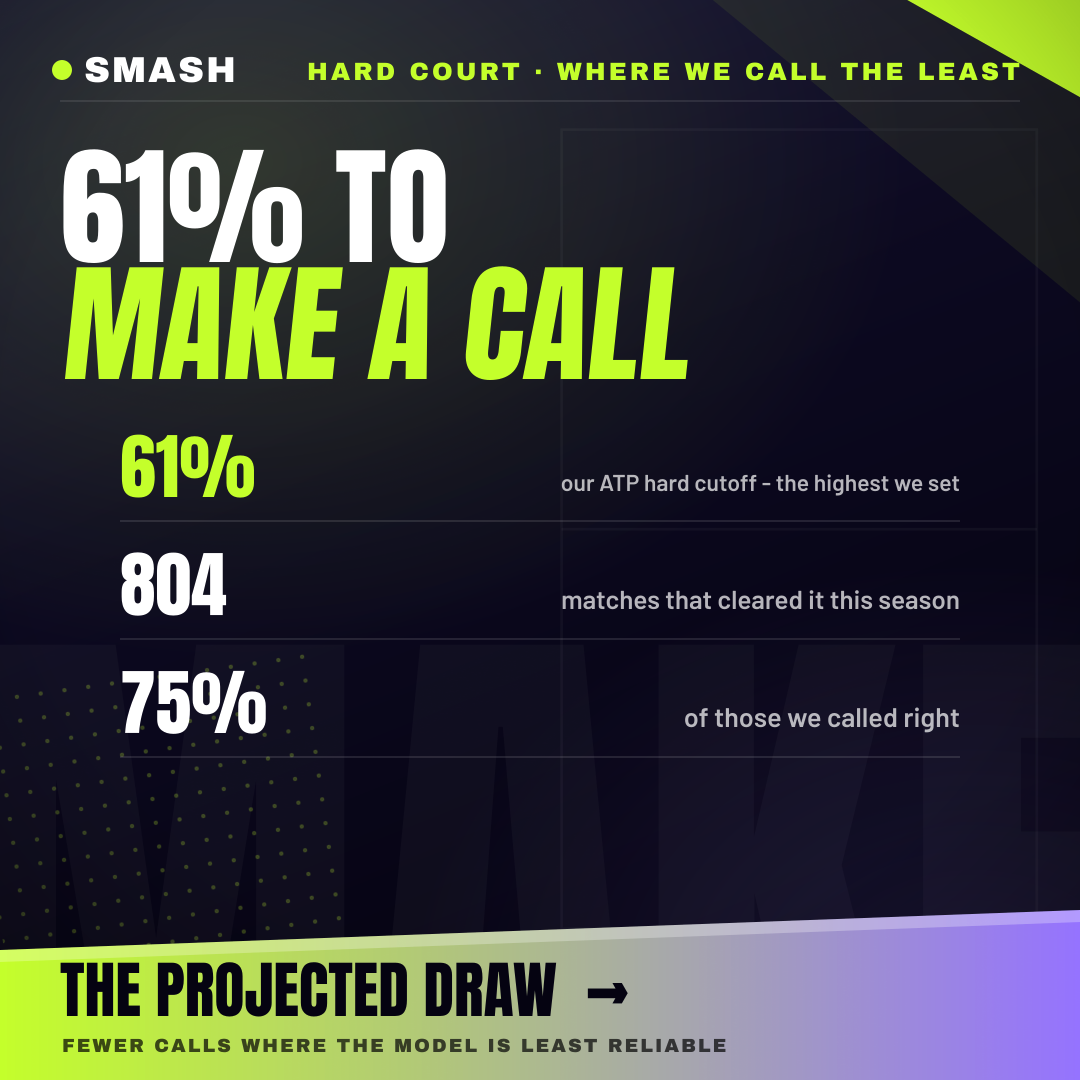 SMASH
HARD COURT · WHERE WE CALL THE LEAST
61% TO
MAKE A CALL
61%
our ATP hard cutoff - the highest we set
804
matches that cleared it this season
75%
of those we called right
MAKE
THE PROJECTED DRAW →
FEWER CALLS WHERE THE MODEL IS LEAST RELIABLE